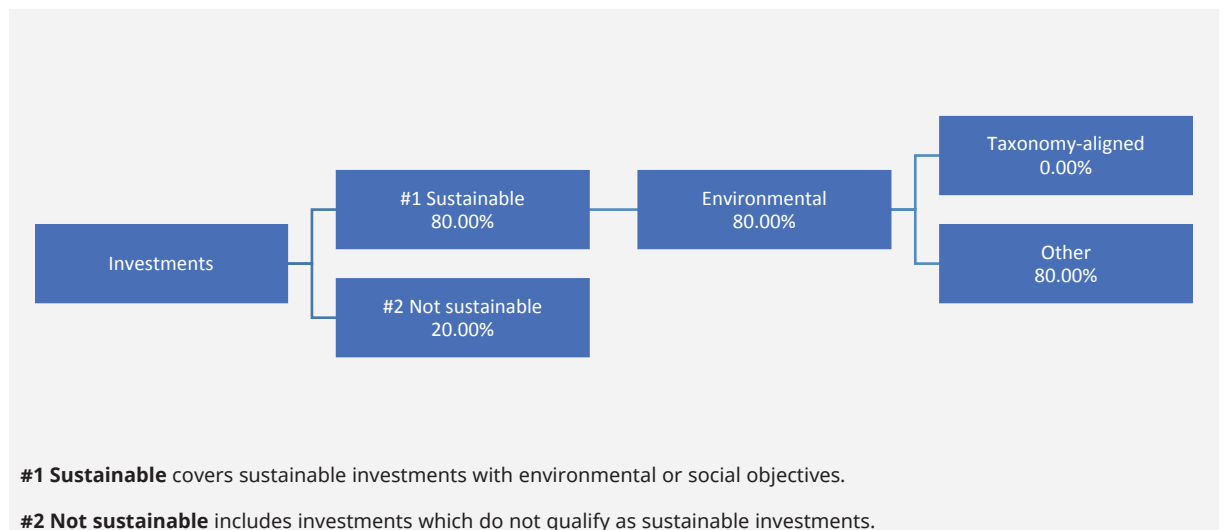 Investments
#1 Sustainable
80.00%
#2 Not sustainable
20.00%
Environmental
80.00%
Taxonomy-aligned
0.00%
Other
80.00%
#1 Sustainable covers sustainable investments with environmental or social objectives.
#2 Not sustainable includes investments which do not qualify as sustainable investments.